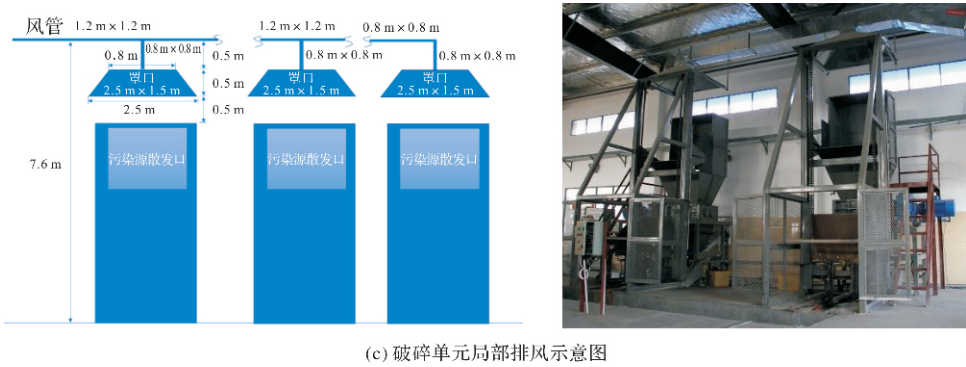 风管 1.2 m×1.2 m 1.2 m×1.2 m 0.8 m×0.8 m
0.8 m 0.8 m×0.8 m 0.5 m 0.8 m×0.8 m 0.8 m×0.8 m
罩口 罩口 罩口
2.5 m×1.5 m 0.5 m 2.5 m×1.5 m 2.5 m×1.5 m
2.5 m 0.5 m
7.6 m 污染源散发口 污染源散发口 污染源散发口
(c) 破碎单元局部排风示意图